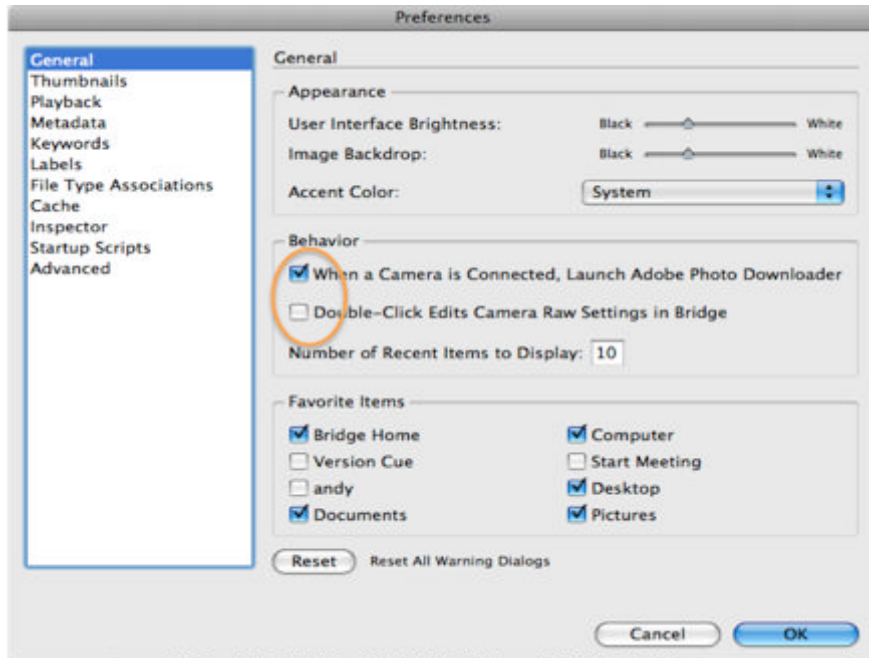 Preferences
General
Thumbnails
Playback
Metadata
Keywords
Labels
File Type Associations
Cache
Inspector
Startup Scripts
Advanced
General
Appearance
User Interface Brightness: Black White
Image Backdrop: Black White
Accent Color: System
Behavior
When a Camera is Connected, Launch Adobe Photo Downloader
Double-Click Edits Camera Raw Settings in Bridge
Number of Recent Items to Display: 10
Favorite Items
Bridge Home Computer
Version Cue Start Meeting
andy Desktop
Documents Pictures
Reset Reset All Warning Dialogs
Cancel OK